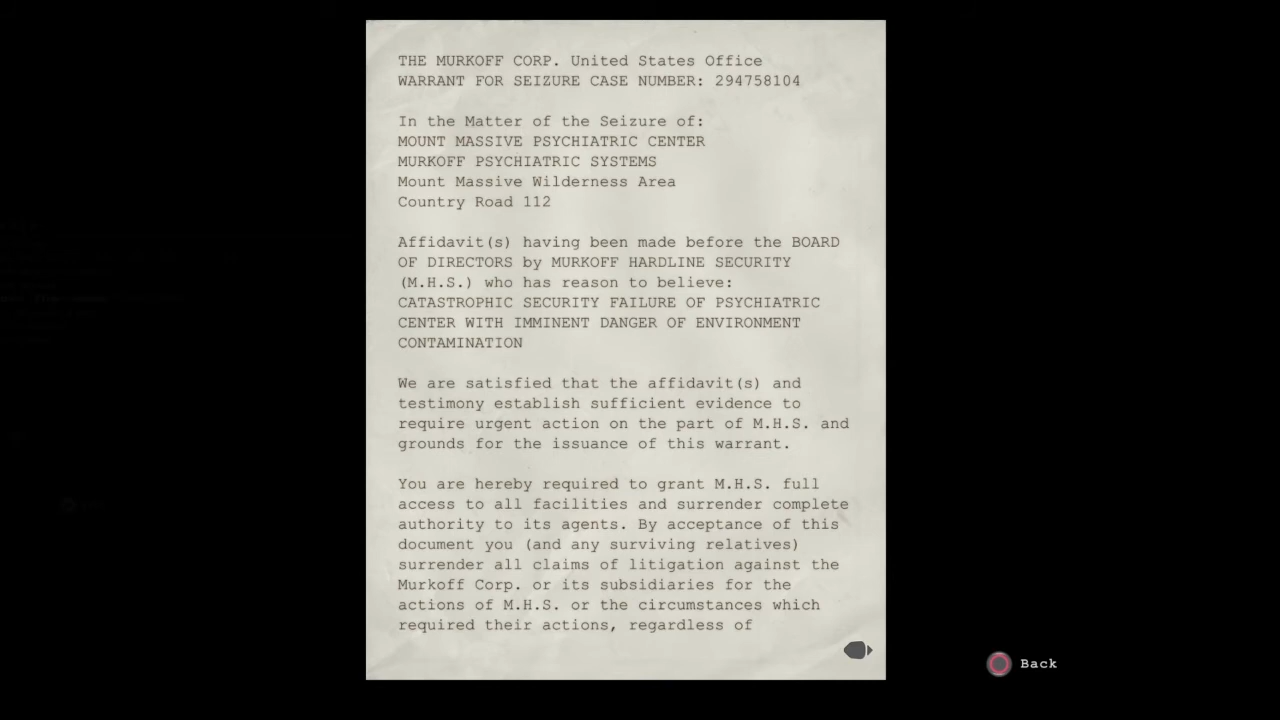 THE MURKOFF CORP. United States Office
WARRANT FOR SEIZURE CASE NUMBER: 294758104
In the Matter of the Seizure of:
MOUNT MASSIVE PSYCHIATRIC CENTER
MURKOFF PSYCHIATRIC SYSTEMS
Mount Massive Wilderness Area
Country Road 112
Affidavit(s) having been made before the BOARD
OF DIRECTORS by MURKOFF HARDLINE SECURITY
(M.H.S.) who has reason to believe:
CATASTROPHIC SECURITY FAILURE OF PSYCHIATRIC
CENTER WITH IMMINENT DANGER OF ENVIRONMENT
CONTAMINATION
We are satisfied that the affidavit(s) and
testimony establish sufficient evidence to
require urgent action on the part of M.H.S. and
grounds for the issuance of this warrant.
You are hereby required to grant M.H.S. full
access to all facilities and surrender complete
authority to its agents. By acceptance of this
document you (and any surviving relatives)
surrender all claims of litigation against the
Murkoff Corp. or its subsidiaries for the
actions of M.H.S. or the circumstances which
required their actions, regardless of
Back